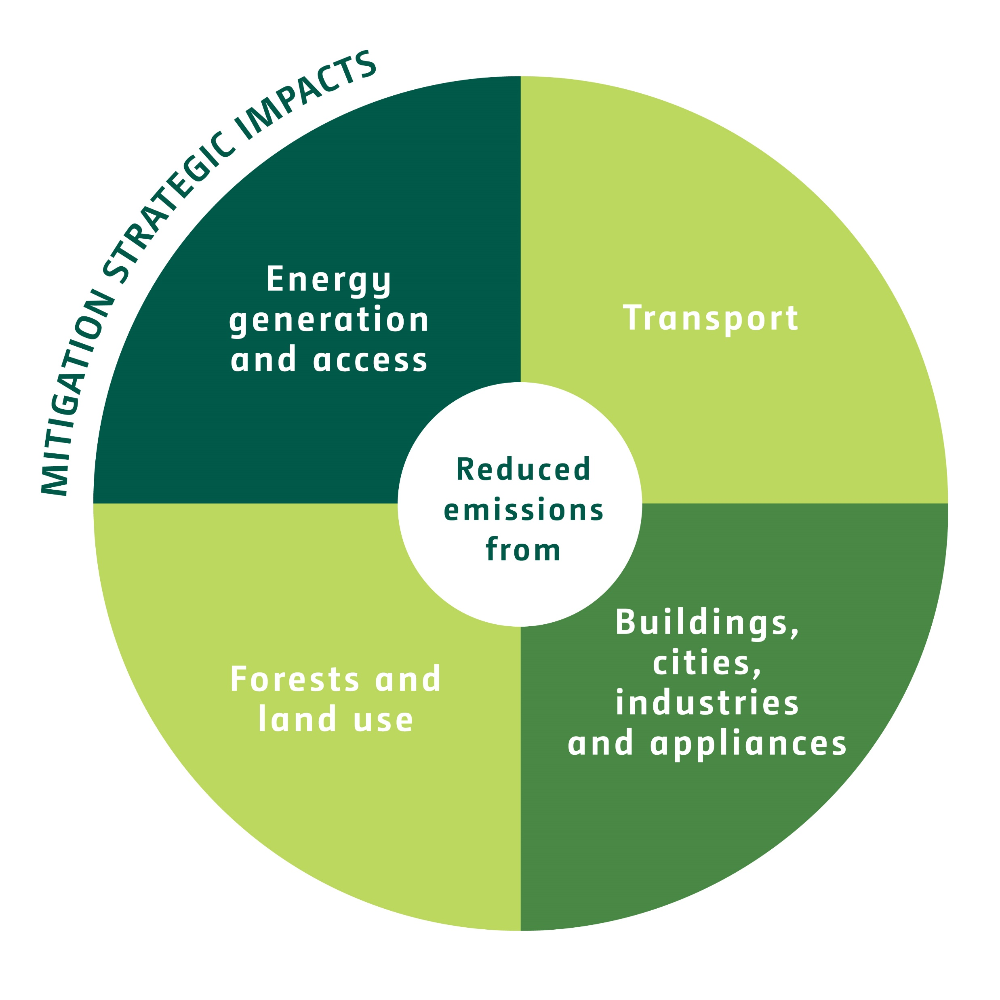 MITIGATION STRATEGIC IMPACTS
Energy
generation
and access
Transport
Reduced
emissions
from
Forests and
land use
Buildings,
cities,
industries
and appliances